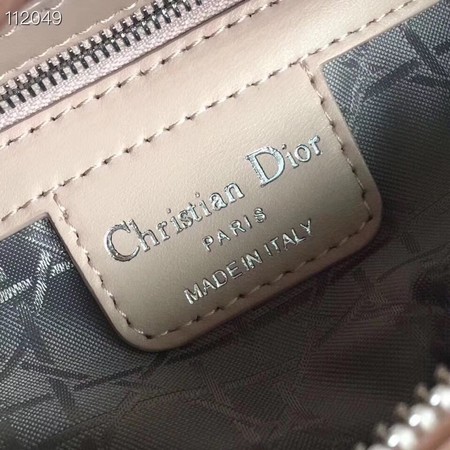 112049
Christian Dior
PARIS
MADE IN ITALY